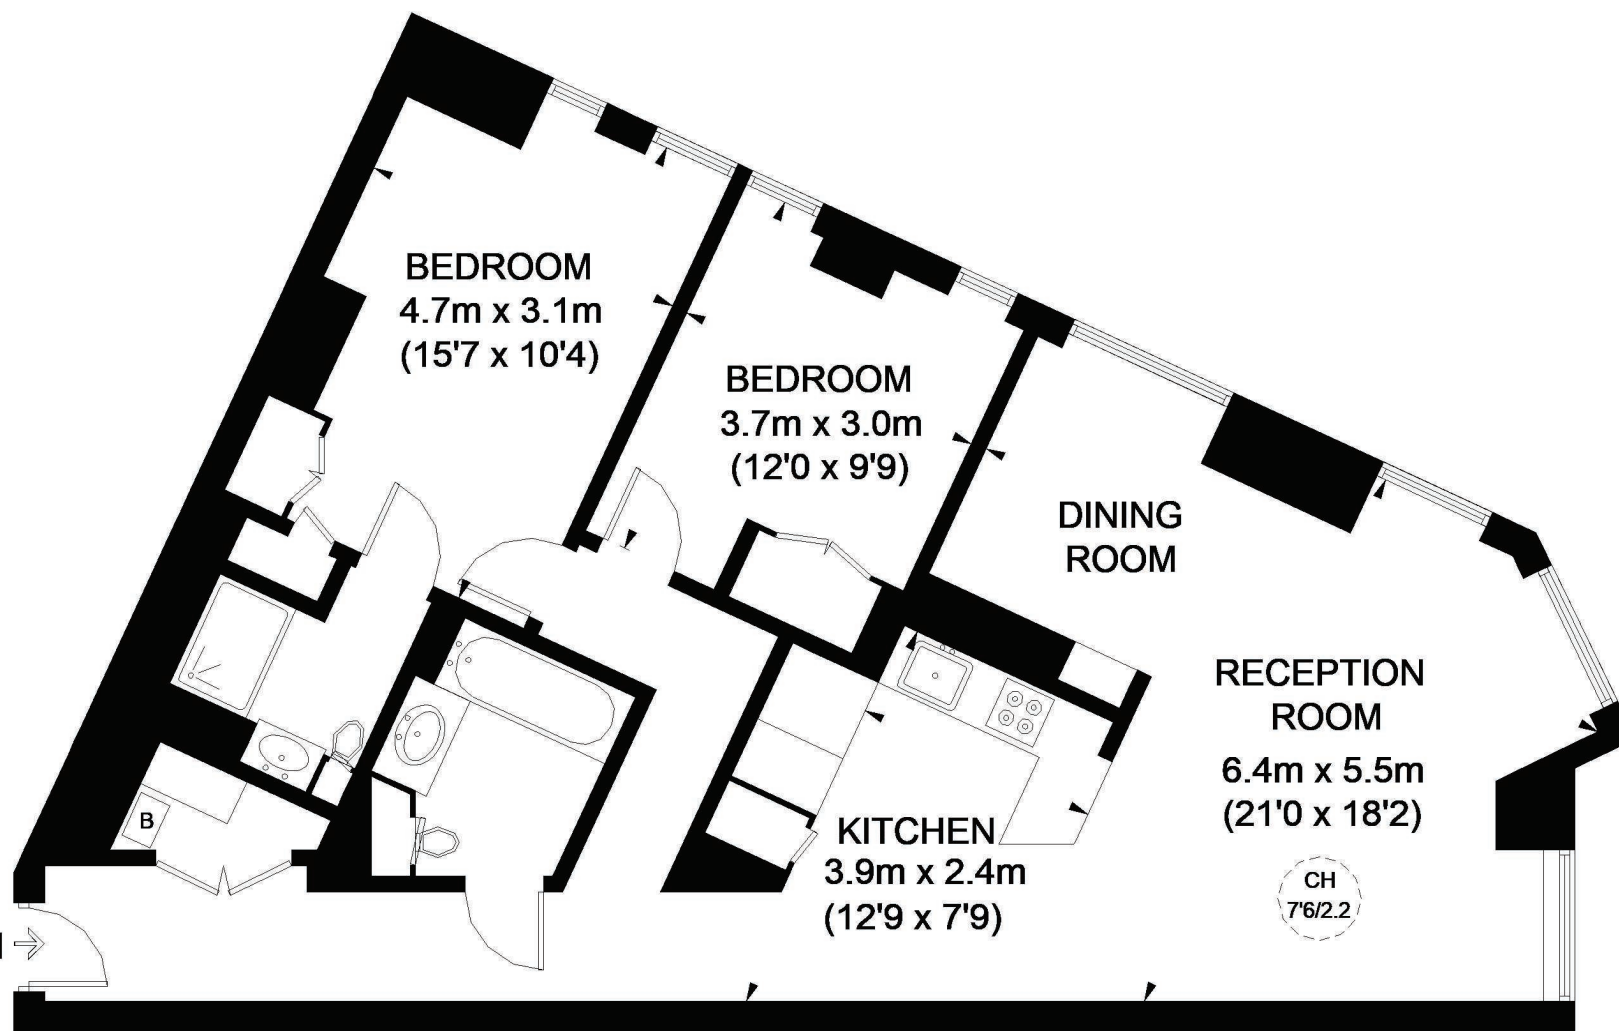 BEDROOM
4.7m x 3.1m
(15'7 x 10'4)
BEDROOM
3.7m x 3.0m
(12'0 x 9'9)
DINING
ROOM
RECEPTION
ROOM
6.4m x 5.5m
(21'0 x 18'2)
B
KITCHEN
3.9m x 2.4m
(12'9 x 7'9)
CH
7'6/2.2